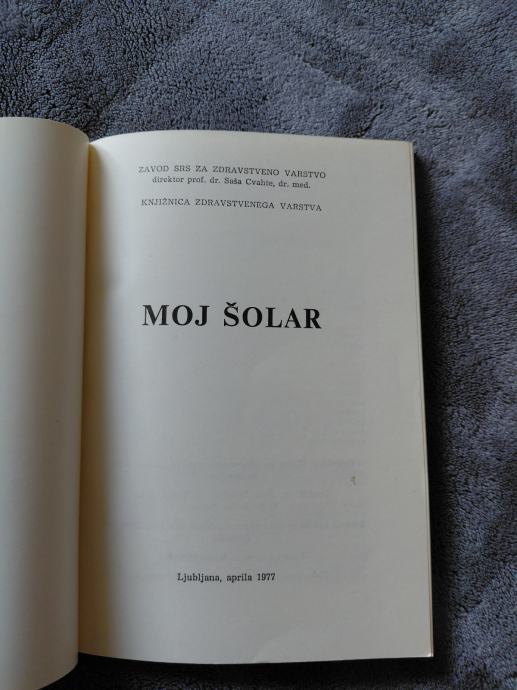 ZAVOD SRS ZA ZDRAVSTVENO VARSTVO
direktor prof. dr. Saša Cvahte, dr. med.
KNJIŽNICA ZDRAVSTVENEGA VARSTVA
MOJ ŠOLAR
Ljubljana, aprila 1977